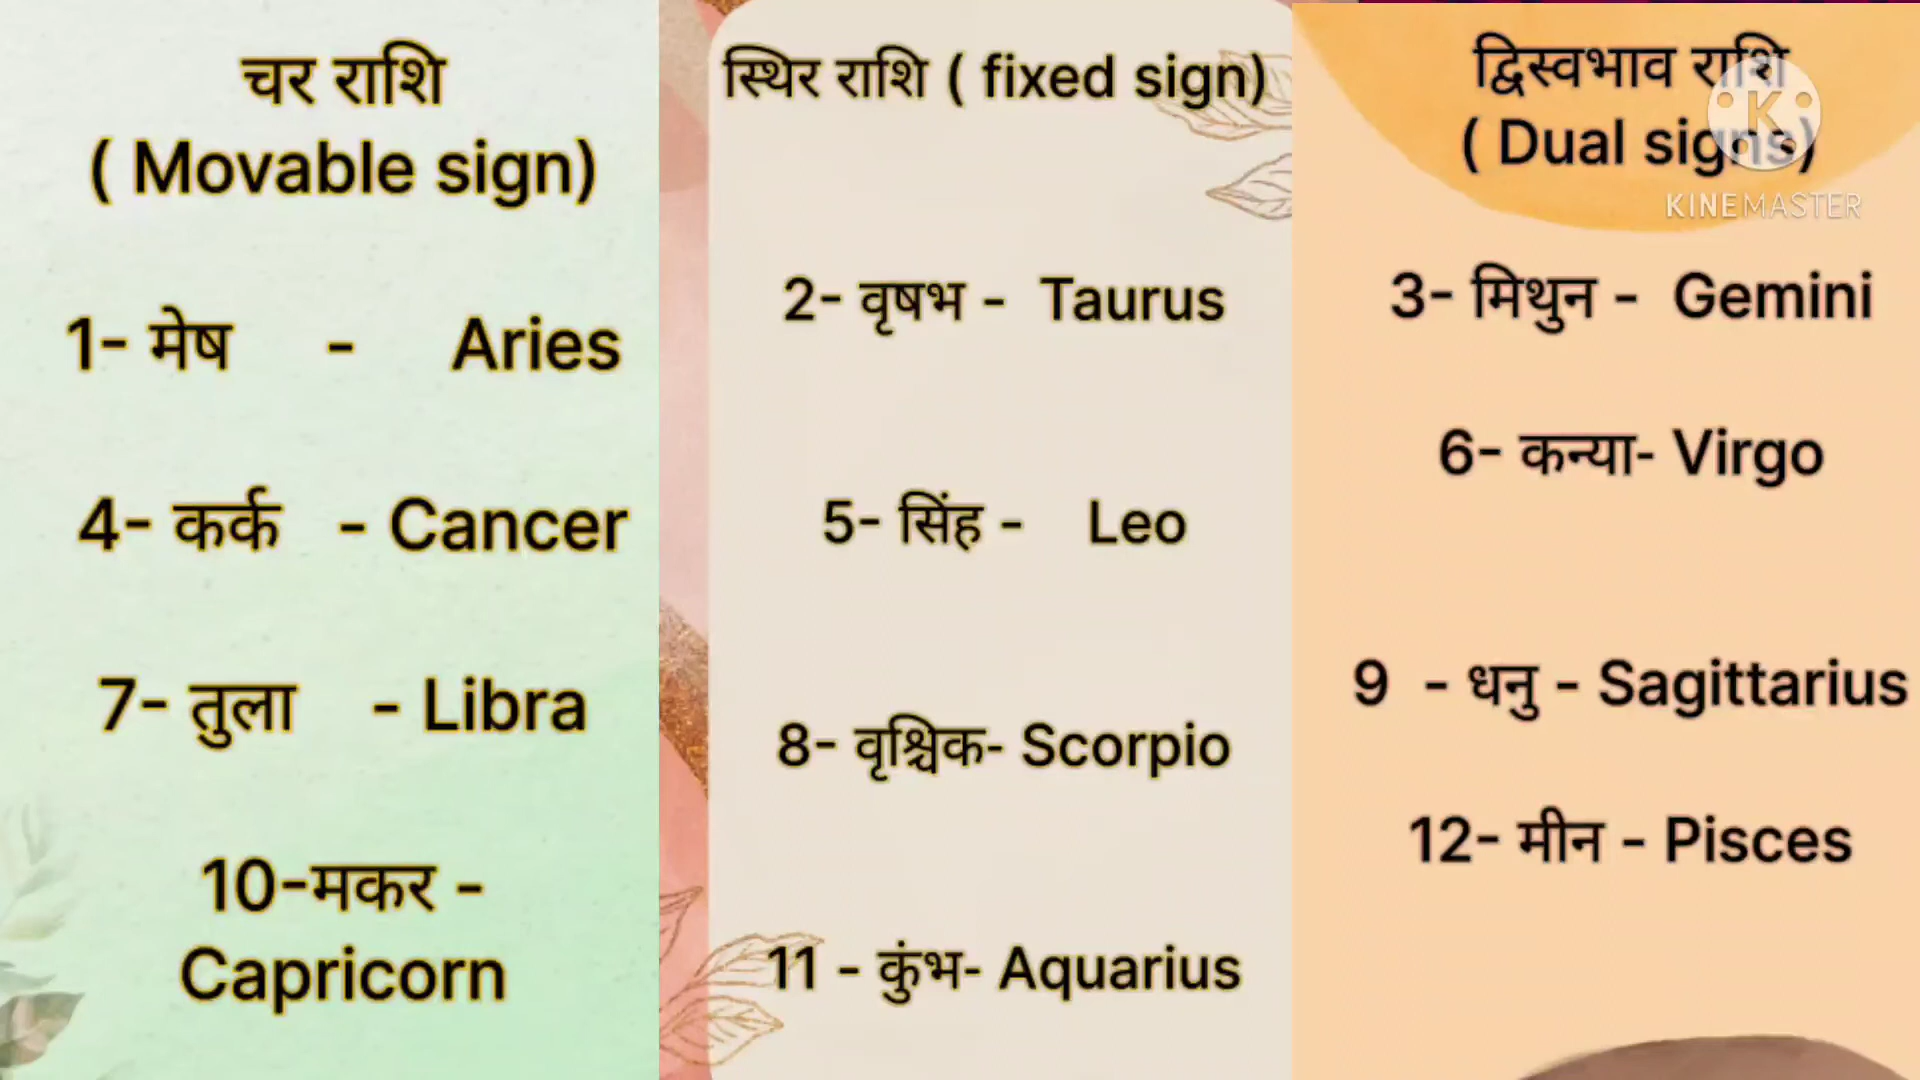 चर राशि
( Movable sign)
1- मेष - Aries
4- कर्क - Cancer
7- तुला - Libra
10-मकर -
Capricorn
स्थिर राशि ( fixed sign)
2- वृषभ - Taurus
5- सिंह - Leo
8- वृश्चिक- Scorpio
11 - कुंभ- Aquarius
द्विस्वभाव राशि
( Dual signs)
K
KINEMASTER
3- मिथुन - Gemini
6- कन्या- Virgo
9 - धनु - Sagittarius
12- मीन - Pisces